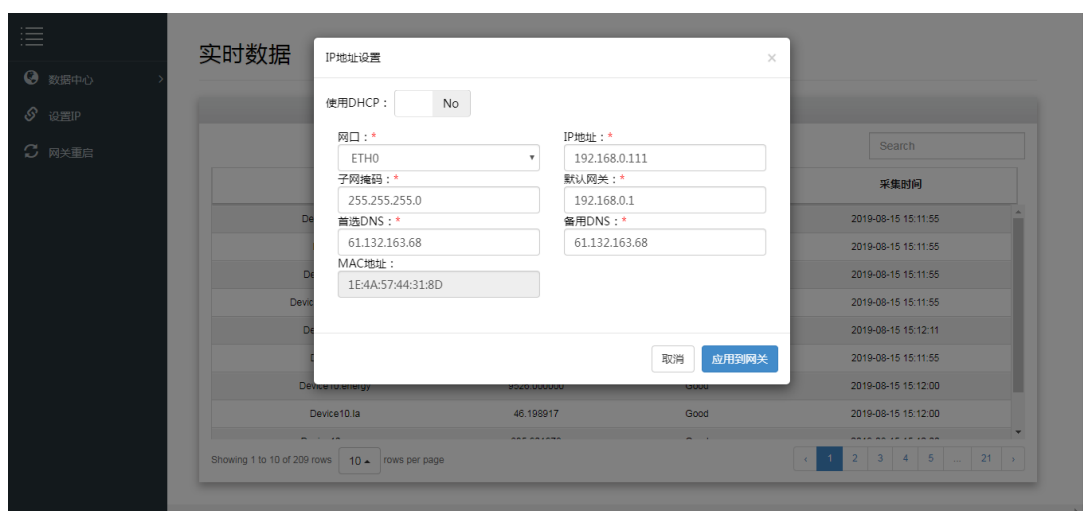 实时数据
数据中心
设置IP
网关重启
IP地址设置 ×
使用DHCP： No
网口：* IP地址：*
ETH0 192.168.0.111
子网掩码：* 默认网关：*
255.255.255.0 192.168.0.1
首选DNS：* 备用DNS：*
61.132.163.68 61.132.163.68
MAC地址：
1E:4A:57:44:31:8D
取消 应用到网关
Search
采集时间
2019-08-15 15:11:55
2019-08-15 15:11:55
2019-08-15 15:11:55
2019-08-15 15:11:55
2019-08-15 15:12:11
2019-08-15 15:11:55
Device10.energy 9526.000000 Good 2019-08-15 15:12:00
Device10.Ia 46.198917 Good 2019-08-15 15:12:00
Showing 1 to 10 of 209 rows 10 rows per page ‹ 1 2 3 4 5 ... 21 ›